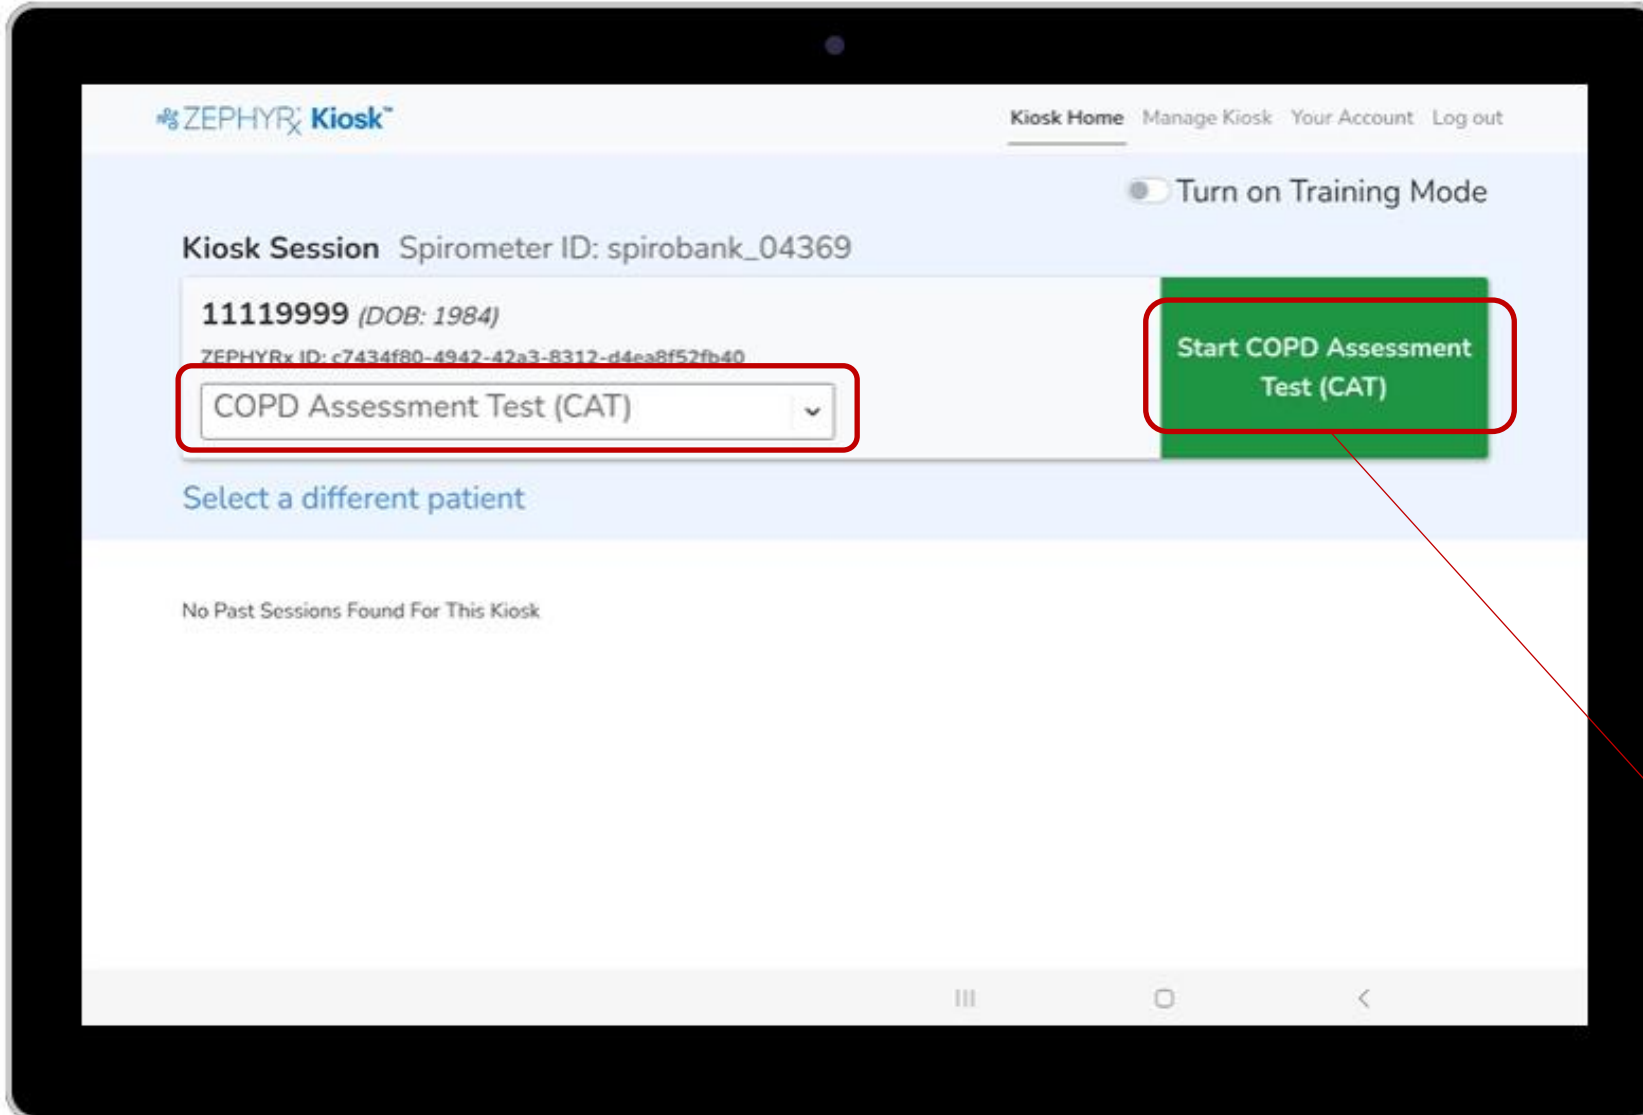 ZEPHYRx Kiosk™
Kiosk Home Manage Kiosk Your Account Log out
Turn on Training Mode
Kiosk Session Spirometer ID: spirobank_04369
11119999 (DOB: 1984)
ZEPHYRx ID: c7434f80-4942-42a3-8312-d4ea8f52fb40
COPD Assessment Test (CAT)
Start COPD Assessment
Test (CAT)
Select a different patient
No Past Sessions Found For This Kiosk